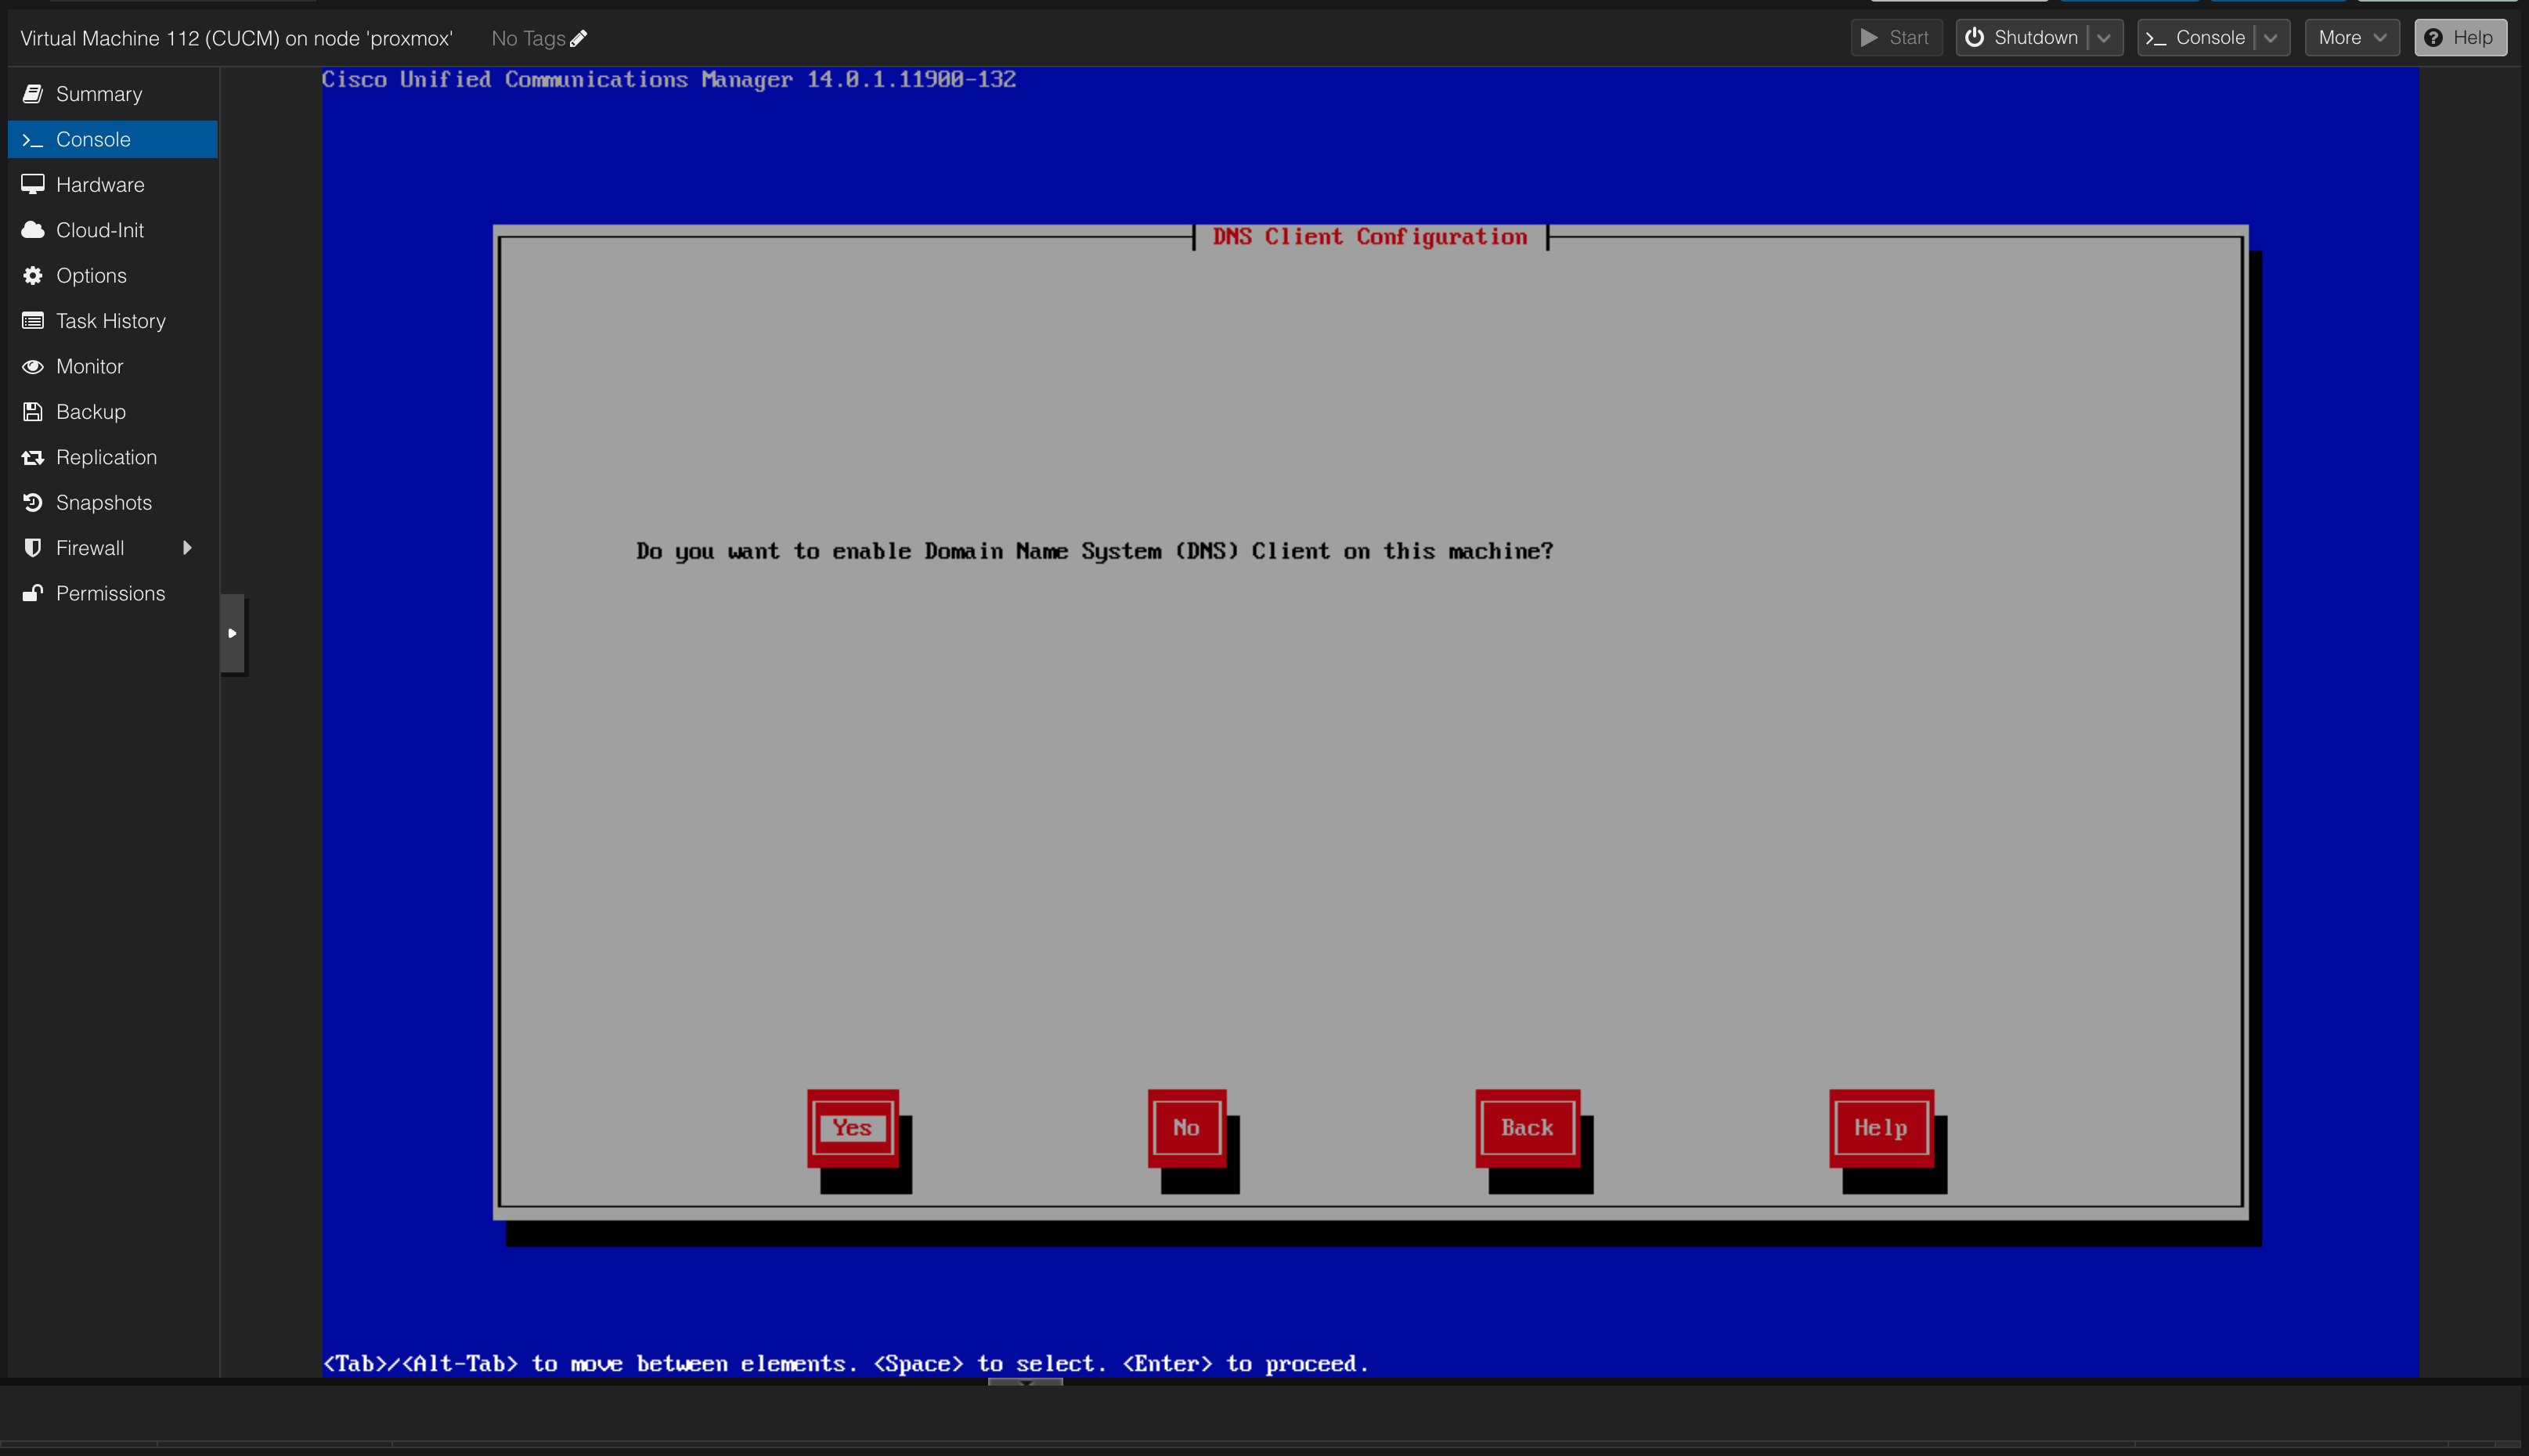 Virtual Machine 112 (CUCM) on node 'proxmox' No Tags Start Shutdown >_ Console More Help
Summary
>_ Console
Hardware
Cloud-Init
Options
Task History
Monitor
Backup
Replication
Snapshots
Firewall
Permissions
Cisco Unified Communications Manager 14.0.1.11900-132
DNS Client Configuration
Do you want to enable Domain Name System (DNS) Client on this machine?
Yes No Back Help
<Tab>/<Alt-Tab> to move between elements. <Space> to select. <Enter> to proceed.